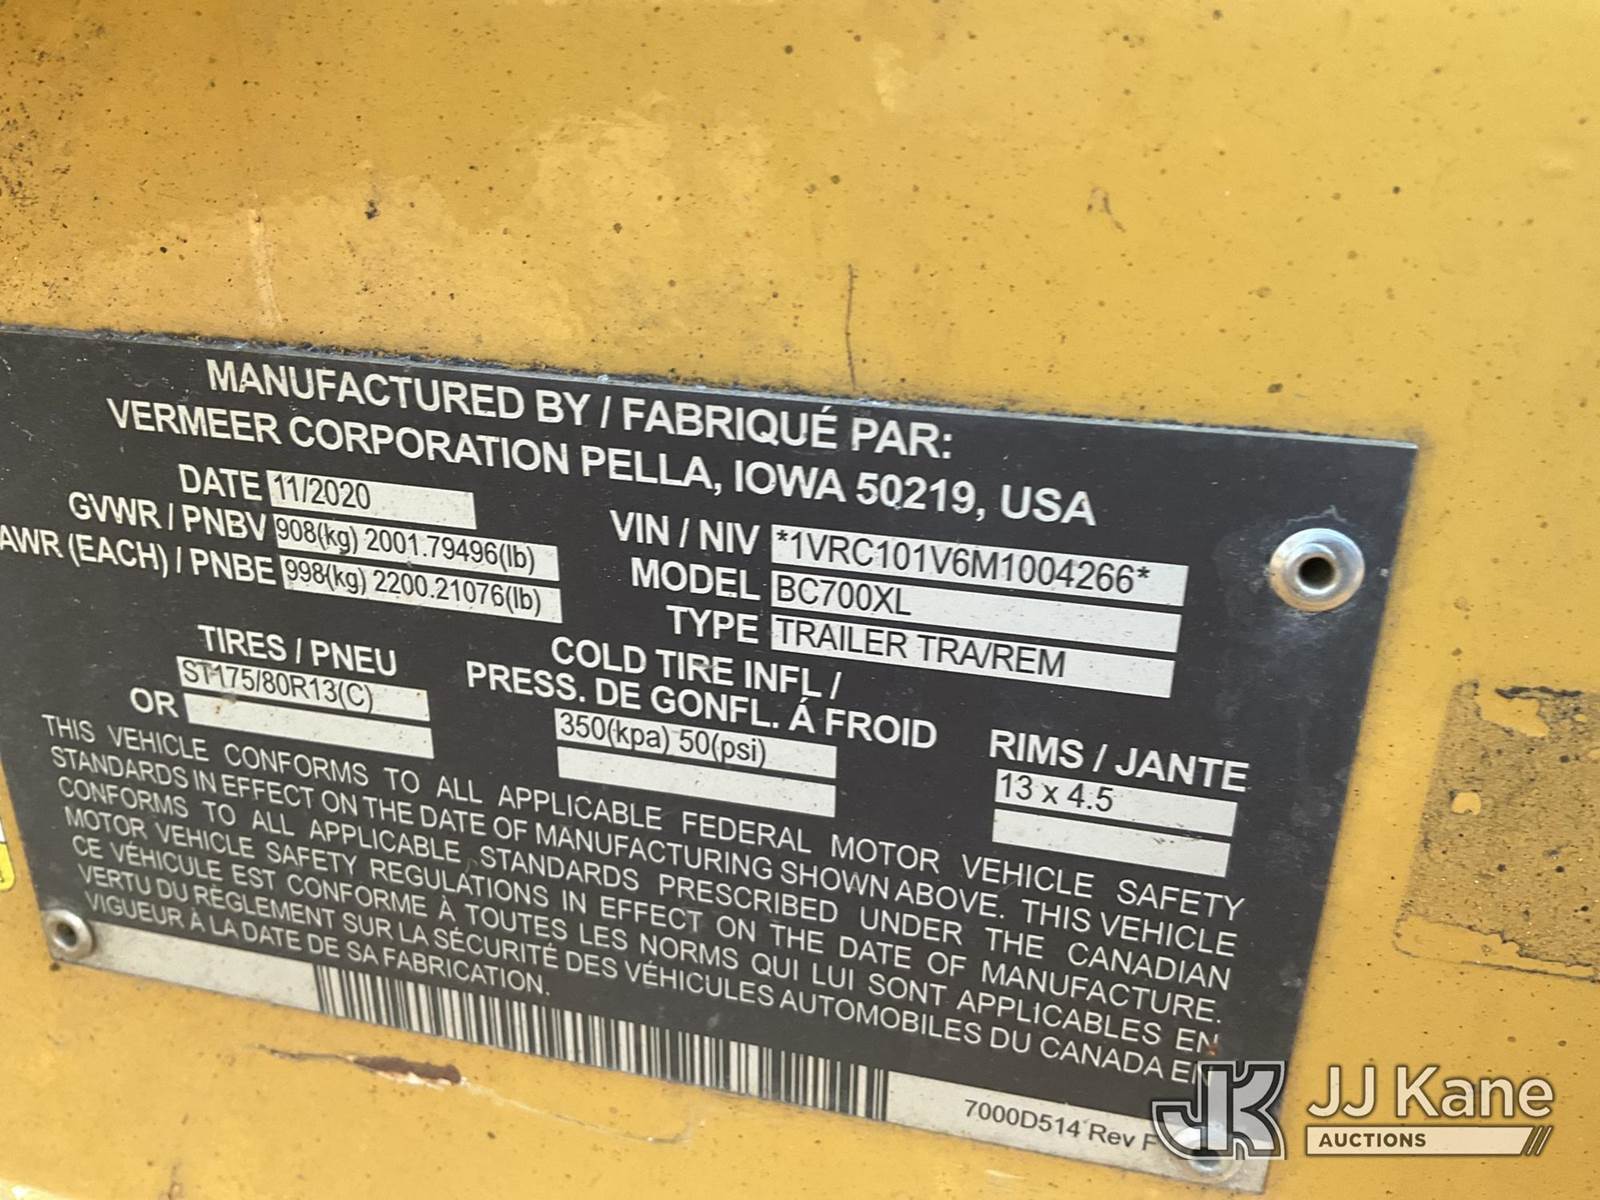 MANUFACTURED BY / FABRIQUÉ PAR:
VERMEER CORPORATION PELLA, IOWA 50219, USA
DATE 11/2020
GVWR / PNBV 908(kg) 2001.79496(lb)
AWR (EACH) / PNBE 998(kg) 2200.21076(lb)
VIN / NIV *1VRC101V6M1004266*
MODEL BC700XL
TYPE TRAILER TRA/REM
TIRES / PNEU
ST175/80R13(C)
OR
COLD TIRE INFL /
PRESS. DE GONFL. Á FROID
350(kpa) 50(psi)
RIMS / JANTE
13 x 4.5
THIS VEHICLE CONFORMS TO ALL APPLICABLE FEDERAL MOTOR VEHICLE SAFETY
STANDARDS IN EFFECT ON THE DATE OF MANUFACTURING SHOWN ABOVE. THIS VEHICLE
CONFORMS TO ALL APPLICABLE STANDARDS PRESCRIBED UNDER THE CANADIAN
MOTOR VEHICLE SAFETY REGULATIONS IN EFFECT ON THE DATE OF MANUFACTURE.
CE VÉHICULE EST CONFORME À TOUTES LES NORMS QUI LUI SONT APPLICABLES EN
VERTU DU RÈGLEMENT SUR LA SÉCURITÉ DES VÉHICULES AUTOMOBILES DU CANADA EN
VIGUEUR À LA DATE DE SA FABRICATION.
7000D514 Rev F
JK JJ Kane
AUCTIONS